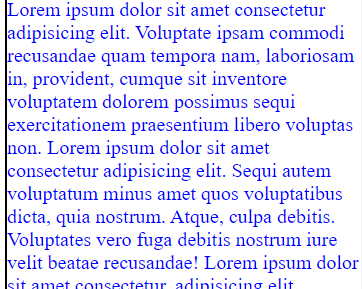 Lorem ipsum dolor sit amet consectetur
adipisicing elit. Voluptate ipsam commodi
recusandae quam tempora nam, laboriosam
in, provident, cumque sit inventore
voluptatem dolorem possimus sequi
exercitationem praesentium libero voluptas
non. Lorem ipsum dolor sit amet
consectetur adipisicing elit. Sequi autem
voluptatum minus amet quos voluptatibus
dicta, quia nostrum. Atque, culpa debitis.
Voluptates vero fuga debitis nostrum iure
velit beatae recusandae! Lorem ipsum dolor
sit amet consectetur, adipisicing elit